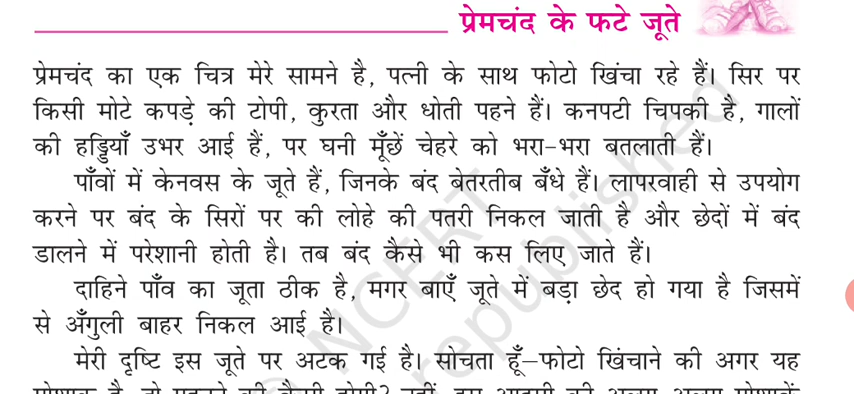 प्रेमचंद के फटे जूते
प्रेमचंद का एक चित्र मेरे सामने है, पत्नी के साथ फोटो खिंचा रहे हैं। सिर पर
किसी मोटे कपड़े की टोपी, कुरता और धोती पहने हैं। कनपटी चिपकी है, गालों
की हड्डियाँ उभर आई हैं, पर घनी मूँछें चेहरे को भरा-भरा बतलाती हैं।
पाँवों में केनवस के जूते हैं, जिनके बंद बेतरतीब बँधे हैं। लापरवाही से उपयोग
करने पर बंद के सिरों पर की लोहे की पतरी निकल जाती है और छेदों में बंद
डालने में परेशानी होती है। तब बंद कैसे भी कस लिए जाते हैं।
दाहिने पाँव का जूता ठीक है, मगर बाएँ जूते में बड़ा छेद हो गया है जिसमें
से अँगुली बाहर निकल आई है।
मेरी दृष्टि इस जूते पर अटक गई है। सोचता हूँ—फोटो खिंचाने की अगर यह
NCERT
republished